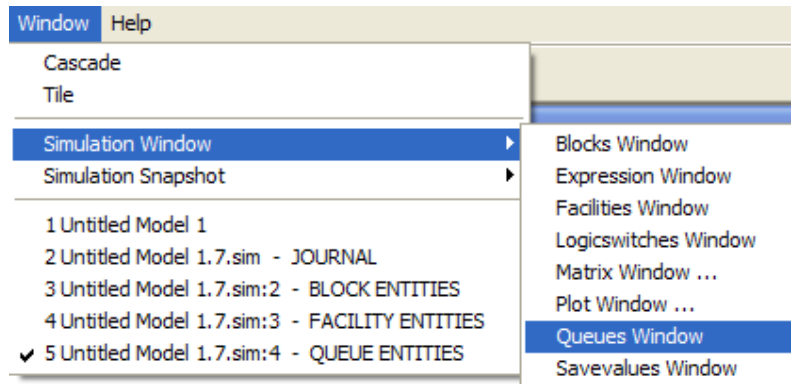 Window Help
Cascade
Tile
Simulation Window
Simulation Snapshot
1 Untitled Model 1
2 Untitled Model 1.7.sim - JOURNAL
3 Untitled Model 1.7.sim:2 - BLOCK ENTITIES
4 Untitled Model 1.7.sim:3 - FACILITY ENTITIES
5 Untitled Model 1.7.sim:4 - QUEUE ENTITIES
Blocks Window
Expression Window
Facilities Window
Logicswitches Window
Matrix Window ...
Plot Window ...
Queues Window
Savevalues Window